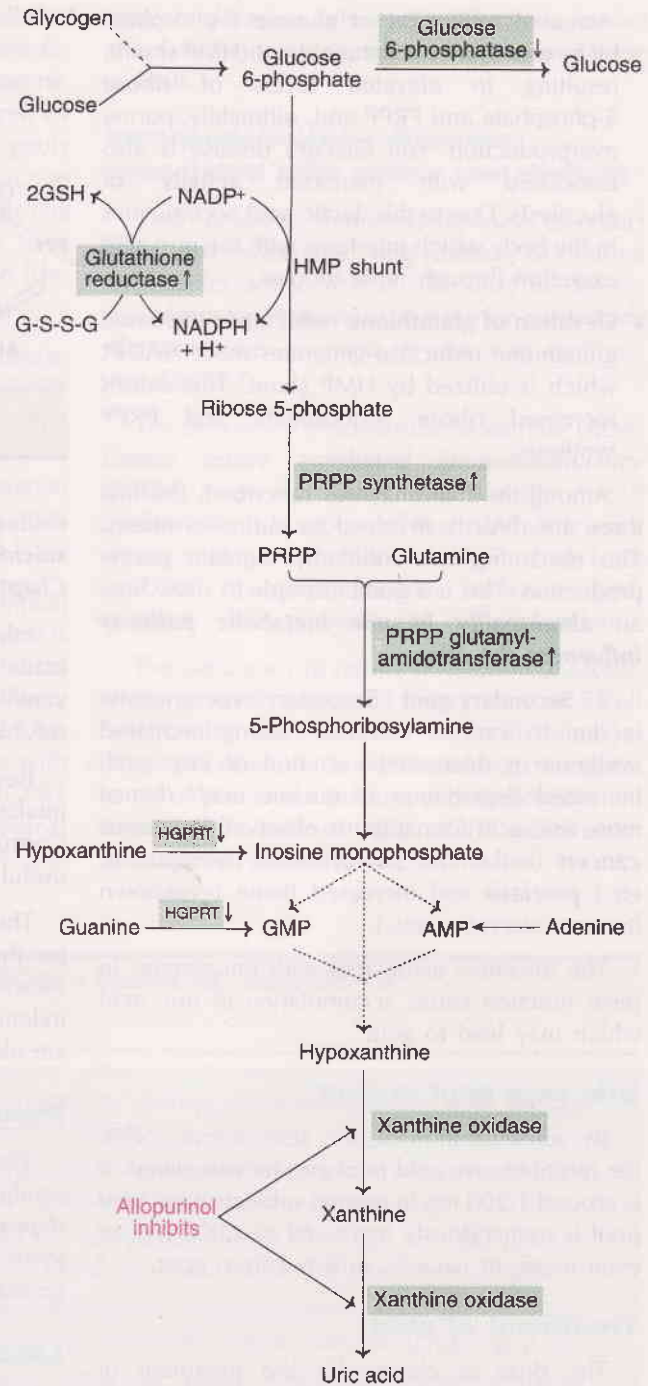 Glycogen
Glucose
Glucose
6-phosphate
Glucose
6-phosphatase↓
Glucose
2GSH
NADP⁺
Glutathione
reductase↑
HMP shunt
G-S-S-G
NADPH
+ H⁺
Ribose 5-phosphate
PRPP synthetase↑
PRPP
Glutamine
PRPP glutamyl-
amidotransferase↑
5-Phosphoribosylamine
Hypoxanthine
HGPRT↓
Inosine monophosphate
Guanine
HGPRT↓
GMP
AMP
Adenine
Hypoxanthine
Xanthine oxidase
Allopurinol
inhibits
Xanthine
Xanthine oxidase
Uric acid